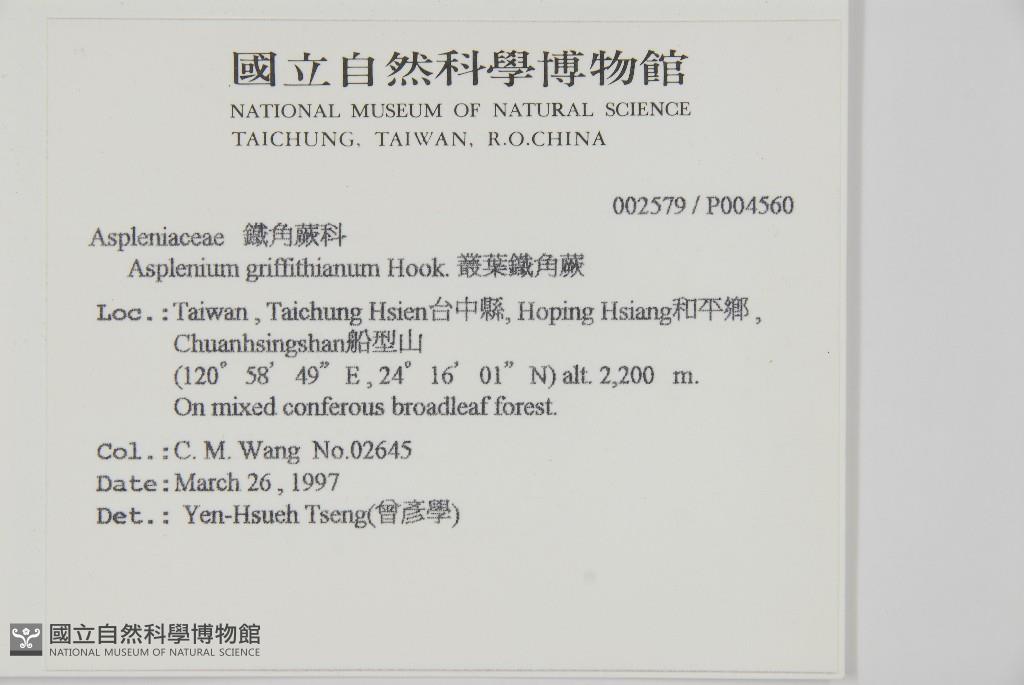 國立自然科學博物館
NATIONAL MUSEUM OF NATURAL SCIENCE
TAICHUNG, TAIWAN, R.O.CHINA
002579 / P004560
Aspleniaceae 鐵角蕨科
Asplenium griffithianum Hook. 叢葉鐵角蕨
Loc.: Taiwan , Taichung Hsien台中縣, Hoping Hsiang和平鄉 ,
Chuanhsingshan船型山
(120° 58’ 49” E , 24° 16’ 01” N) alt. 2,200 m.
On mixed conferous broadleaf forest.
Col.: C. M. Wang No.02645
Date: March 26 , 1997
Det.: Yen-Hsueh Tseng(曾彥學)
國立自然科學博物館
NATIONAL MUSEUM OF NATURAL SCIENCE